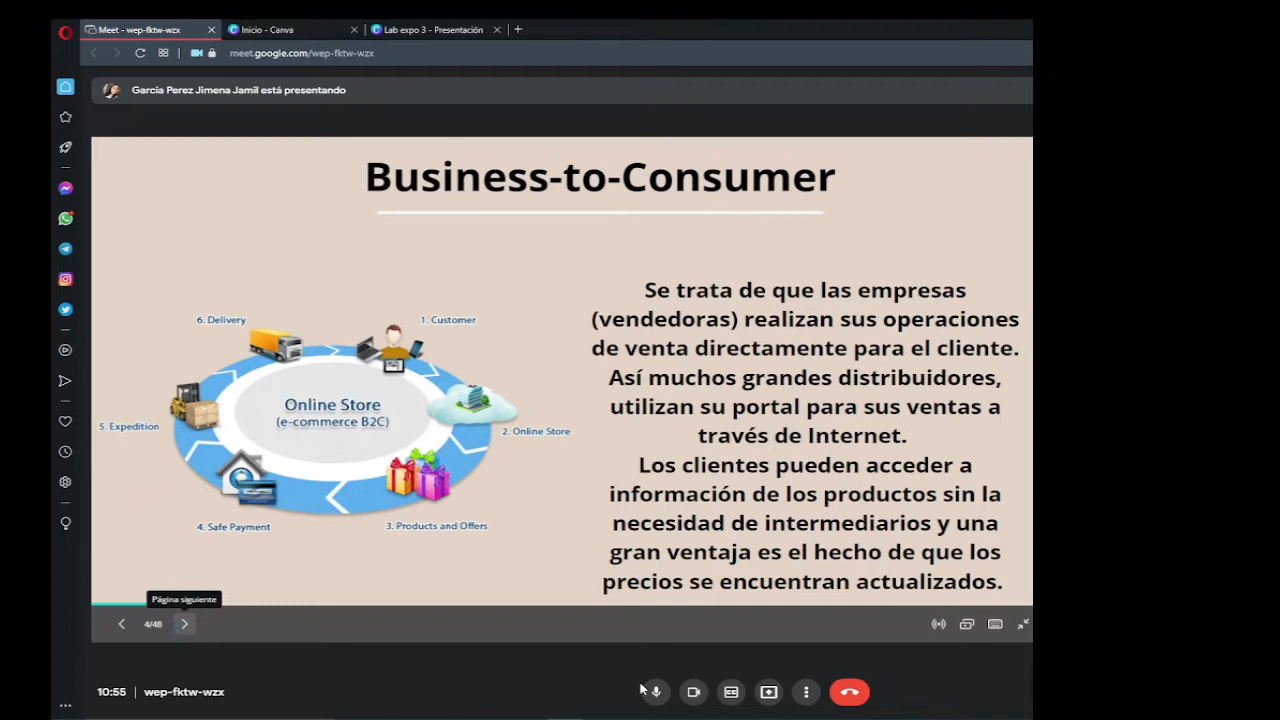 Meet - wep-fktw-wzx
Inicio - Canva
Lab expo 3 - Presentación
meet.google.com/wep-fktw-wzx
Garcia Perez Jimena Jamil está presentando
Business-to-Consumer
6. Delivery
1. Customer
Online Store
(e-commerce B2C)
5. Expedition
2. Online Store
4. Safe Payment
3. Products and Offers
Se trata de que las empresas
(vendedoras) realizan sus operaciones
de venta directamente para el cliente.
Así muchos grandes distribuidores,
utilizan su portal para sus ventas a
través de Internet.
Los clientes pueden acceder a
información de los productos sin la
necesidad de intermediarios y una
gran ventaja es el hecho de que los
precios se encuentran actualizados.
Página siguiente
4/48
10:55
wep-fktw-wzx